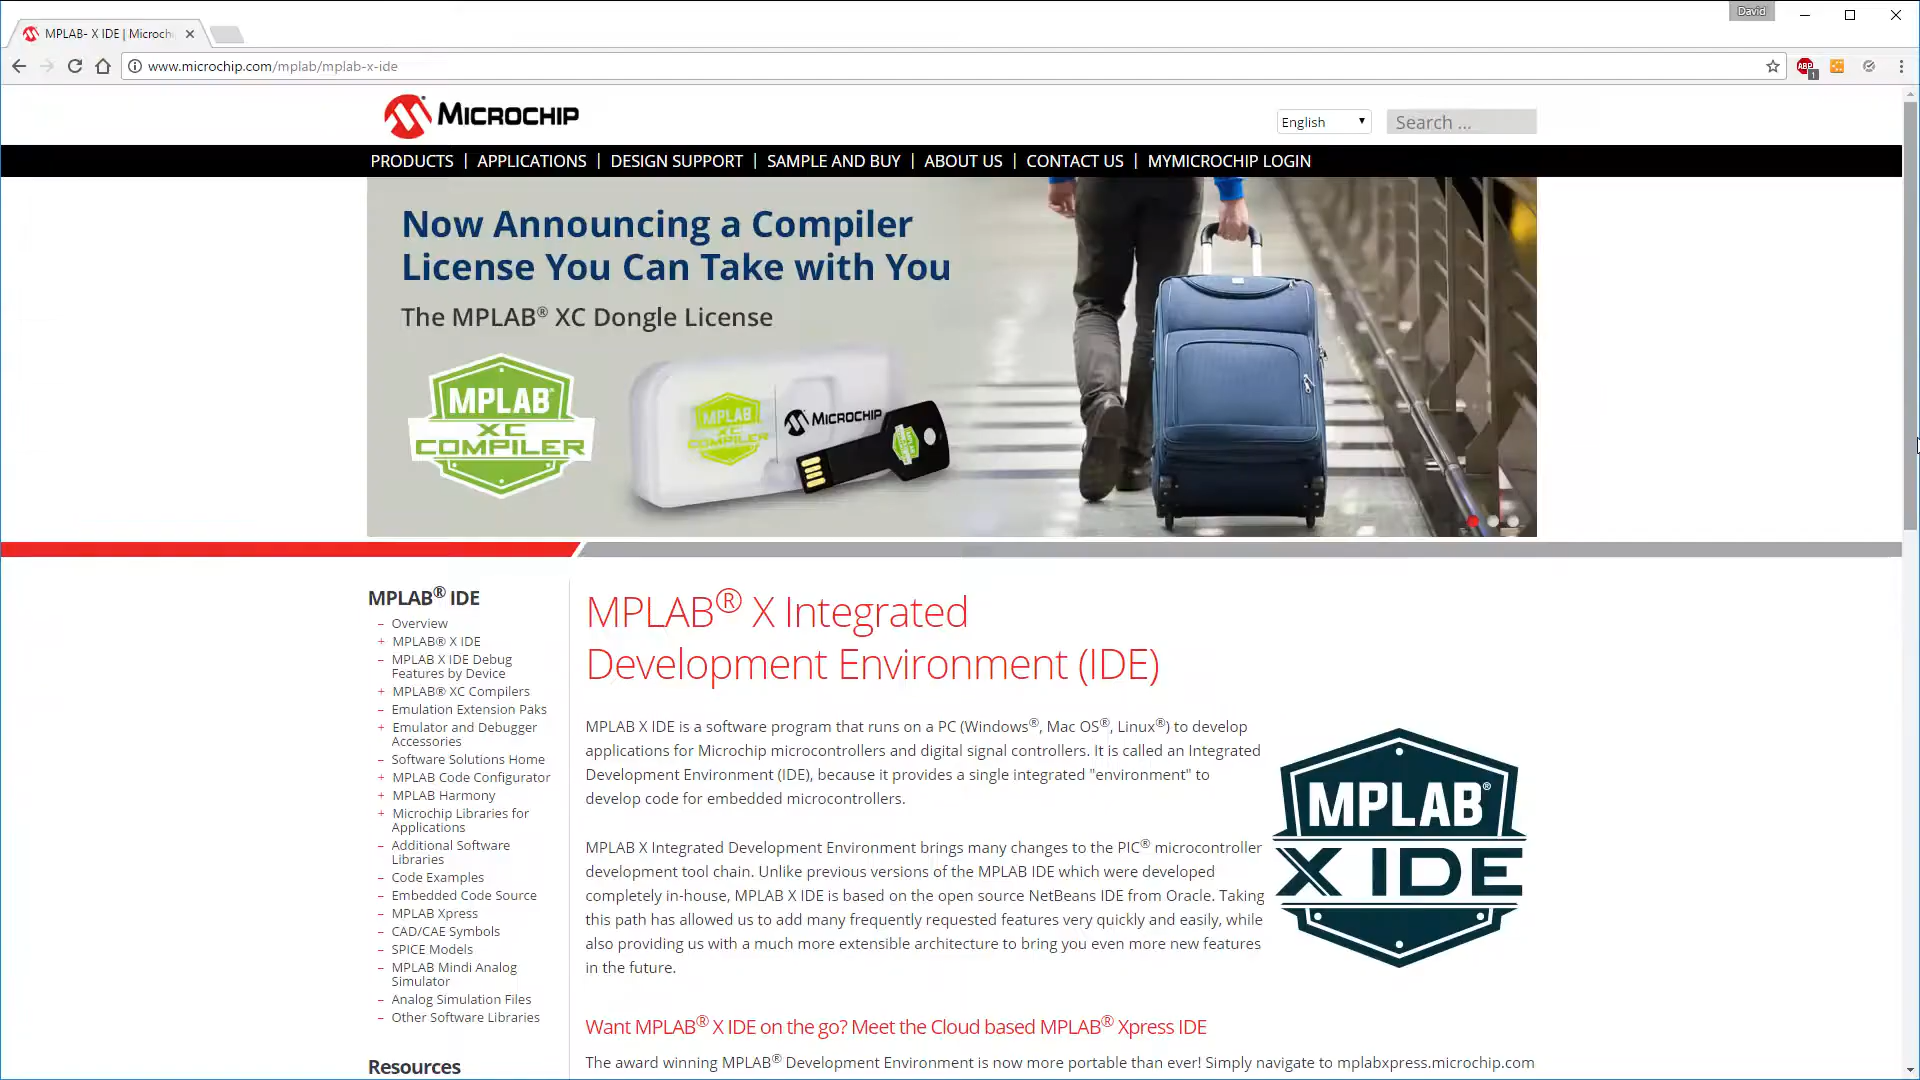 David
MPLAB- X IDE | Microch
www.microchip.com/mplab/mplab-x-ide
ABP
1
MICROCHIP
English
Search ...
PRODUCTS | APPLICATIONS | DESIGN SUPPORT | SAMPLE AND BUY | ABOUT US | CONTACT US | MYMICROCHIP LOGIN
Now Announcing a Compiler
License You Can Take with You
The MPLAB® XC Dongle License
MPLAB®
XC
COMPILER
MPLAB
XC
COMPILER
MICROCHIP
MPLAB® IDE
– Overview
+ MPLAB® X IDE
– MPLAB X IDE Debug
Features by Device
+ MPLAB® XC Compilers
– Emulation Extension Paks
+ Emulator and Debugger
Accessories
– Software Solutions Home
+ MPLAB Code Configurator
+ MPLAB Harmony
+ Microchip Libraries for
Applications
– Additional Software
Libraries
– Code Examples
– Embedded Code Source
– MPLAB Xpress
– CAD/CAE Symbols
– SPICE Models
– MPLAB Mindi Analog
Simulator
– Analog Simulation Files
– Other Software Libraries
Resources
MPLAB® X Integrated
Development Environment (IDE)
MPLAB X IDE is a software program that runs on a PC (Windows®, Mac OS®, Linux®) to develop
applications for Microchip microcontrollers and digital signal controllers. It is called an Integrated
Development Environment (IDE), because it provides a single integrated "environment" to
develop code for embedded microcontrollers.
MPLAB X Integrated Development Environment brings many changes to the PIC® microcontroller
development tool chain. Unlike previous versions of the MPLAB IDE which were developed
completely in-house, MPLAB X IDE is based on the open source NetBeans IDE from Oracle. Taking
this path has allowed us to add many frequently requested features very quickly and easily, while
also providing us with a much more extensible architecture to bring you even more new features
in the future.
MPLAB®
X IDE
Want MPLAB® X IDE on the go? Meet the Cloud based MPLAB® Xpress IDE
The award winning MPLAB® Development Environment is now more portable than ever! Simply navigate to mplabxpress.microchip.com